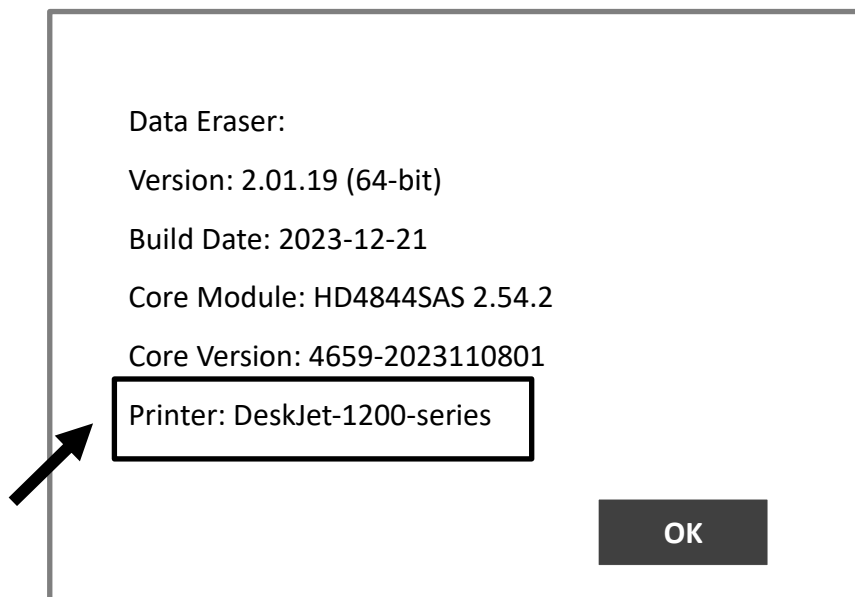 Data Eraser:
Version: 2.01.19 (64-bit)
Build Date: 2023-12-21
Core Module: HD4844SAS 2.54.2
Core Version: 4659-2023110801
Printer: DeskJet-1200-series
OK